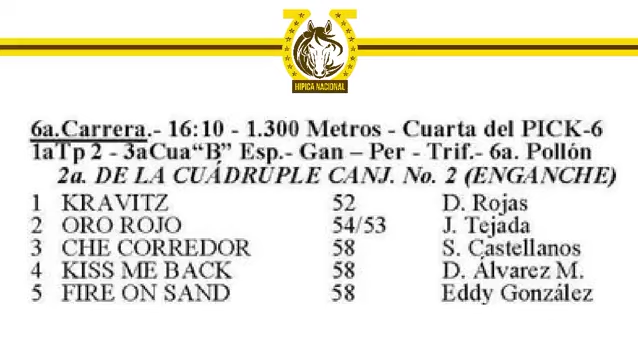 HIPICA NACIONAL
6a.Carrera.- 16:10 - 1.300 Metros - Cuarta del PICK-6
1aTp 2 - 3aCua“B” Esp.- Gan – Per - Trif.- 6a. Pollón
2a. DE LA CUÁDRUPLE CANJ. No. 2 (ENGANCHE)
1 KRAVITZ 52 D. Rojas
2 ORO ROJO 54/53 J. Tejada
3 CHE CORREDOR 58 S. Castellanos
4 KISS ME BACK 58 D. Álvarez M.
5 FIRE ON SAND 58 Eddy González